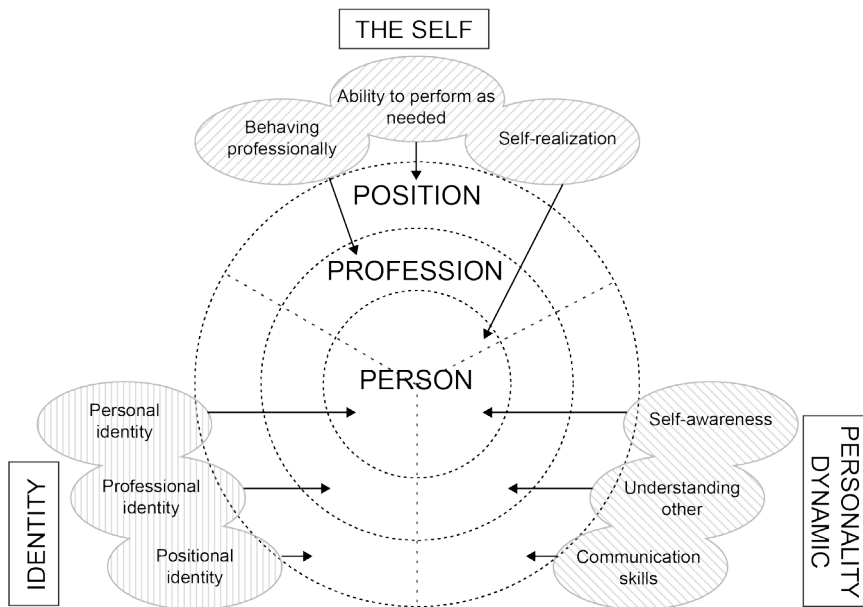 THE SELF
Ability to perform as
needed
Behaving
professionally
Self-realization
POSITION
PROFESSION
PERSON
Personal
identity
Professional
identity
Positional
identity
IDENTITY
Self-awareness
Understanding
other
Communication
skills
PERSONALITY
DYNAMIC